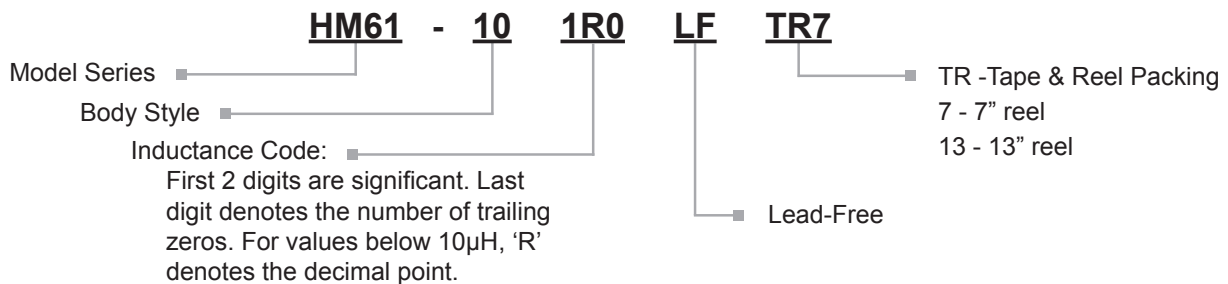 HM61 - 10 1R0 LF TR7
Model Series
Body Style
Inductance Code:
First 2 digits are significant. Last
digit denotes the number of trailing
zeros. For values below 10µH, ‘R’
denotes the decimal point.
TR -Tape & Reel Packing
7 - 7” reel
13 - 13” reel
Lead-Free